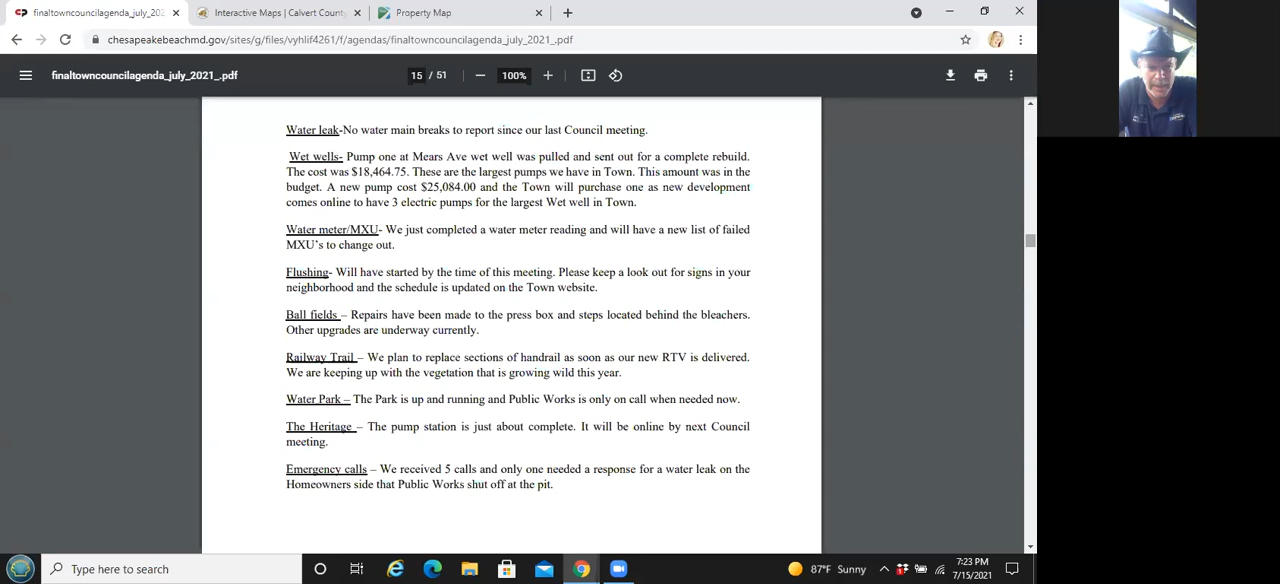 finaltowncouncilagenda_july_202
Interactive Maps | Calvert County
Property Map
chesapeakebeachmd.gov/sites/g/files/vyhlif4261/f/agendas/finaltowncouncilagenda_july_2021_.pdf
finaltowncouncilagenda_july_2021_.pdf
15 / 51
100%
Water leak-No water main breaks to report since our last Council meeting.
Wet wells- Pump one at Mears Ave wet well was pulled and sent out for a complete rebuild.
The cost was $18,464.75. These are the largest pumps we have in Town. This amount was in the
budget. A new pump cost $25,084.00 and the Town will purchase one as new development
comes online to have 3 electric pumps for the largest Wet well in Town.
Water meter/MXU- We just completed a water meter reading and will have a new list of failed
MXU's to change out.
Flushing- Will have started by the time of this meeting. Please keep a look out for signs in your
neighborhood and the schedule is updated on the Town website.
Ball fields – Repairs have been made to the press box and steps located behind the bleachers.
Other upgrades are underway currently.
Railway Trail – We plan to replace sections of handrail as soon as our new RTV is delivered.
We are keeping up with the vegetation that is growing wild this year.
Water Park – The Park is up and running and Public Works is only on call when needed now.
The Heritage – The pump station is just about complete. It will be online by next Council
meeting.
Emergency calls – We received 5 calls and only one needed a response for a water leak on the
Homeowners side that Public Works shut off at the pit.
Type here to search
87°F Sunny
7:23 PM
7/15/2021